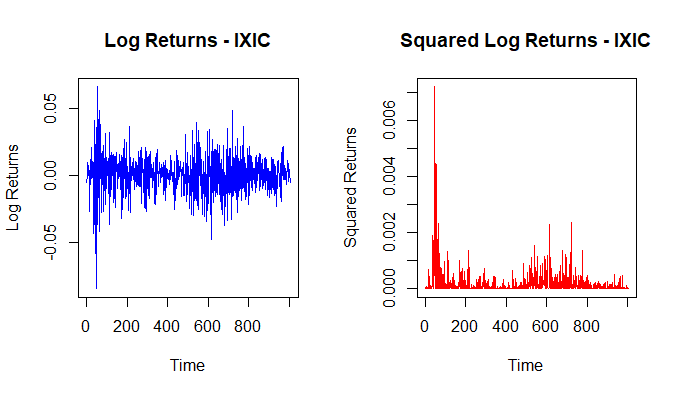 Log Returns - IXIC
Log Returns
0.05
0.00
-0.05
0
200
400
600
800
Time
Squared Log Returns - IXIC
Squared Returns
0.006
0.004
0.002
0.000
0
200
400
600
800
Time